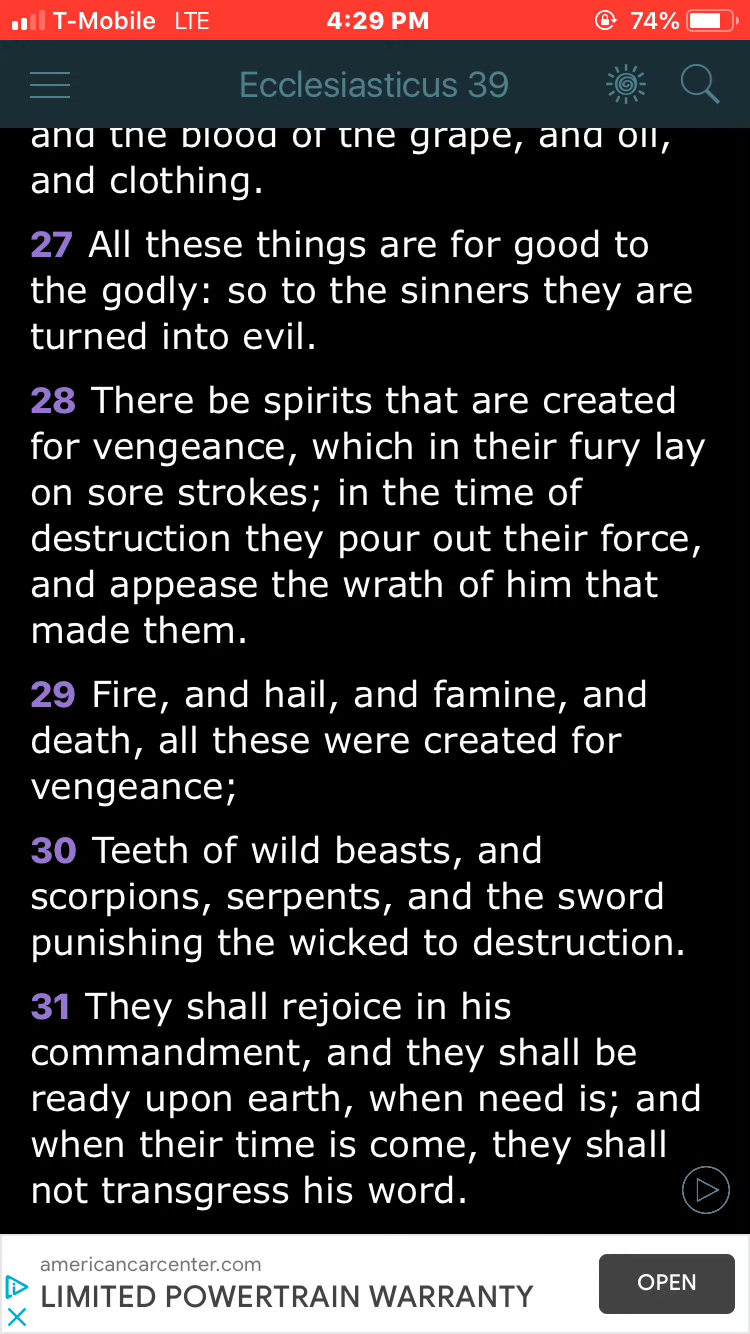 T-Mobile LTE 4:29 PM 74%
Ecclesiasticus 39
and the blood of the grape, and oil,
and clothing.
27 All these things are for good to
the godly: so to the sinners they are
turned into evil.
28 There be spirits that are created
for vengeance, which in their fury lay
on sore strokes; in the time of
destruction they pour out their force,
and appease the wrath of him that
made them.
29 Fire, and hail, and famine, and
death, all these were created for
vengeance;
30 Teeth of wild beasts, and
scorpions, serpents, and the sword
punishing the wicked to destruction.
31 They shall rejoice in his
commandment, and they shall be
ready upon earth, when need is; and
when their time is come, they shall
not transgress his word.
americancarcenter.com
LIMITED POWERTRAIN WARRANTY
OPEN